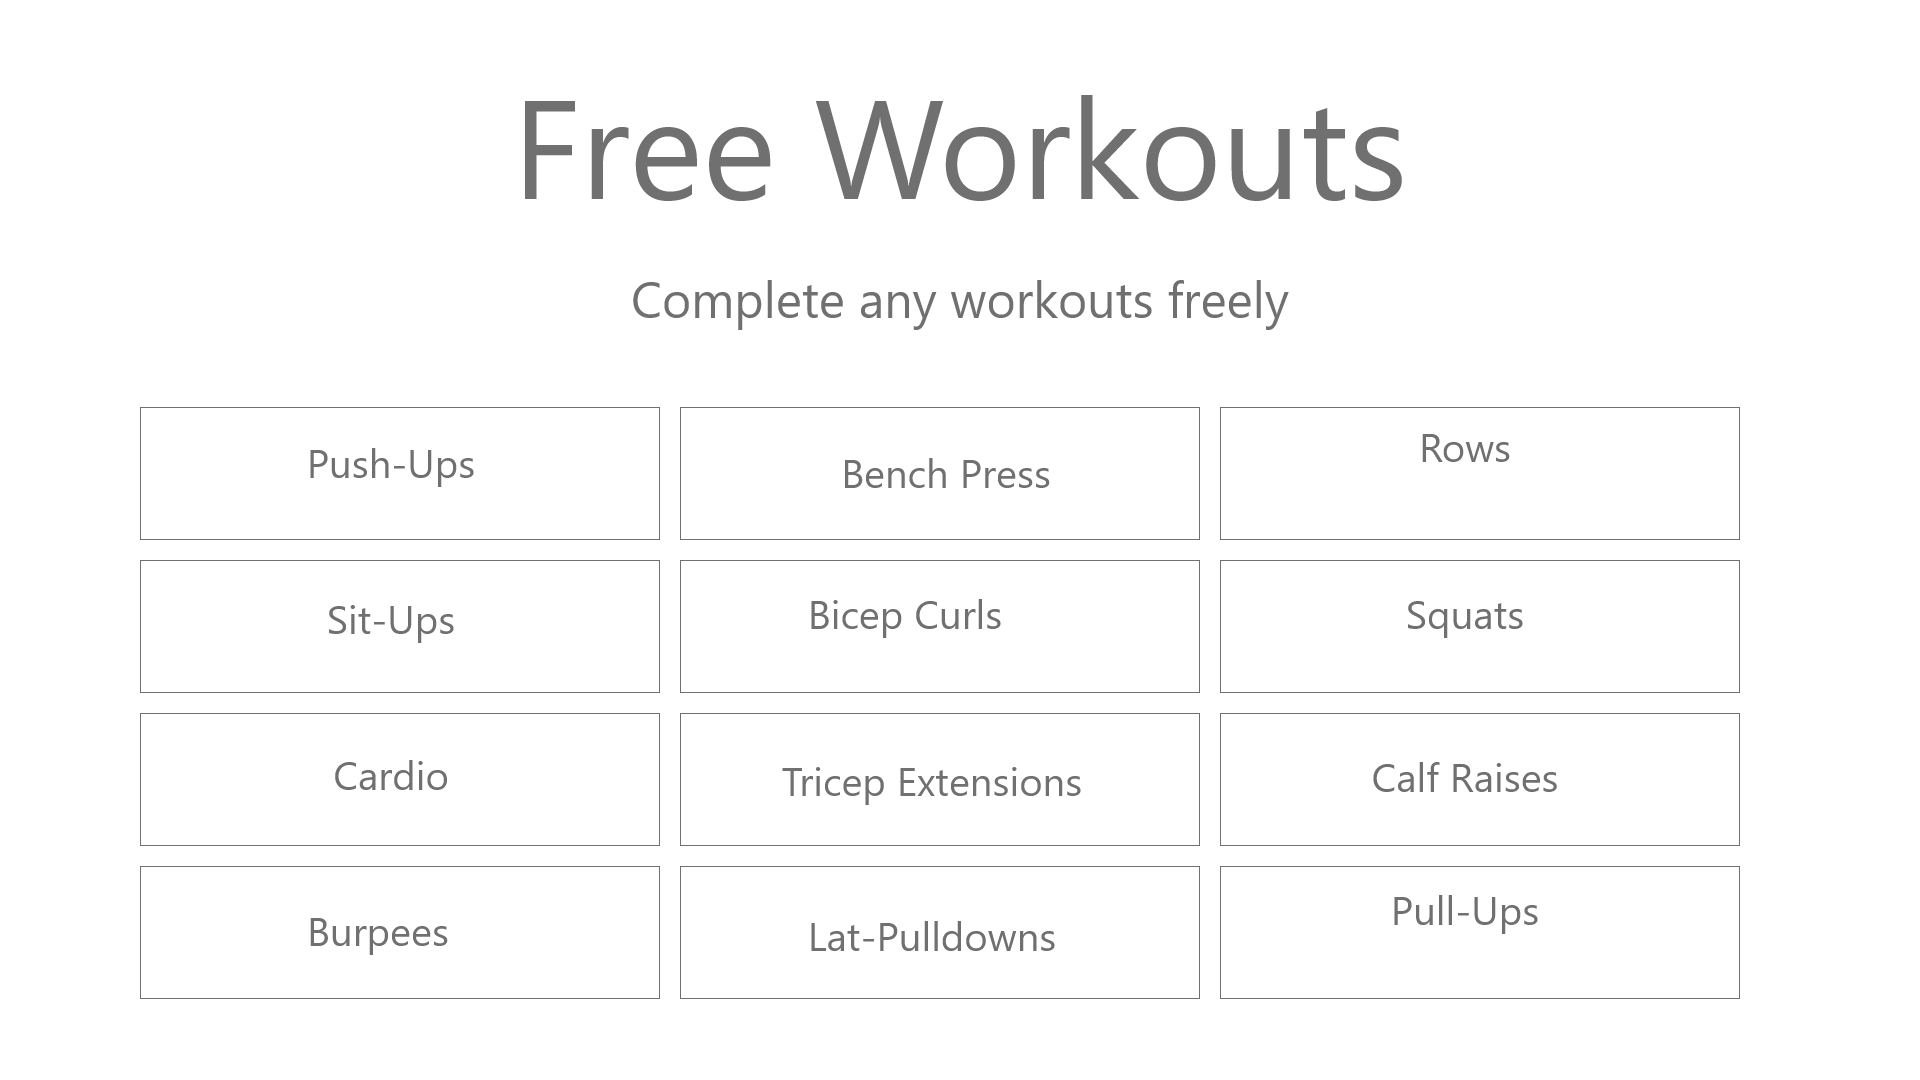 Free Workouts
Complete any workouts freely
Push-Ups
Bench Press
Rows
Sit-Ups
Bicep Curls
Squats
Cardio
Tricep Extensions
Calf Raises
Burpees
Lat-Pulldowns
Pull-Ups